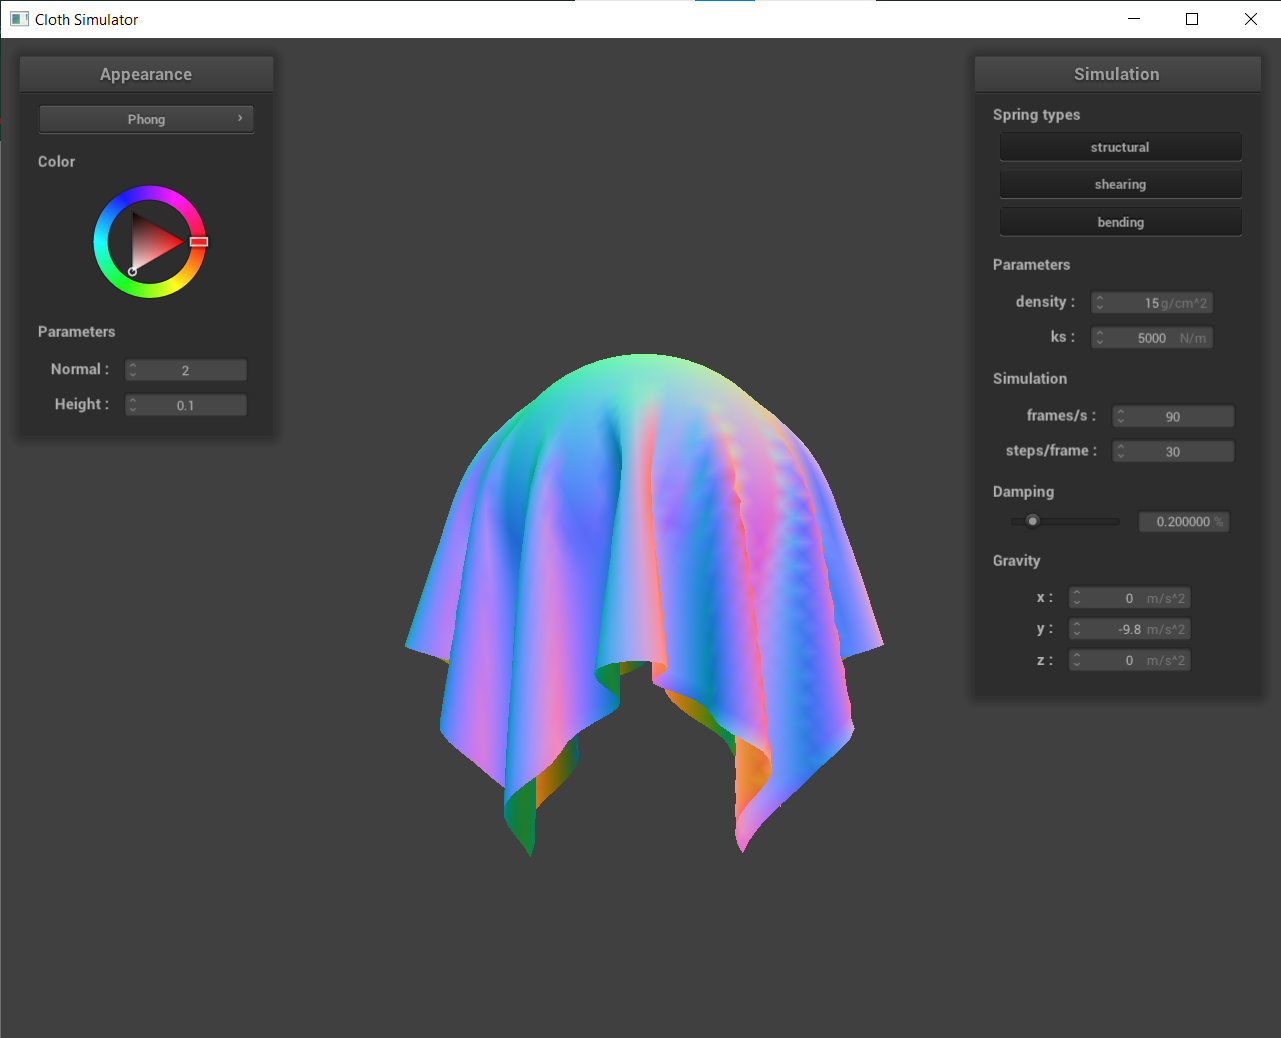 Cloth Simulator
Appearance
Phong
Color
Parameters
Normal : 2
Height : 0.1
Simulation
Spring types
structural
shearing
bending
Parameters
density : 15 g/cm^2
ks : 5000 N/m
Simulation
frames/s : 90
steps/frame : 30
Damping
0.200000 %
Gravity
x : 0 m/s^2
y : -9.8 m/s^2
z : 0 m/s^2